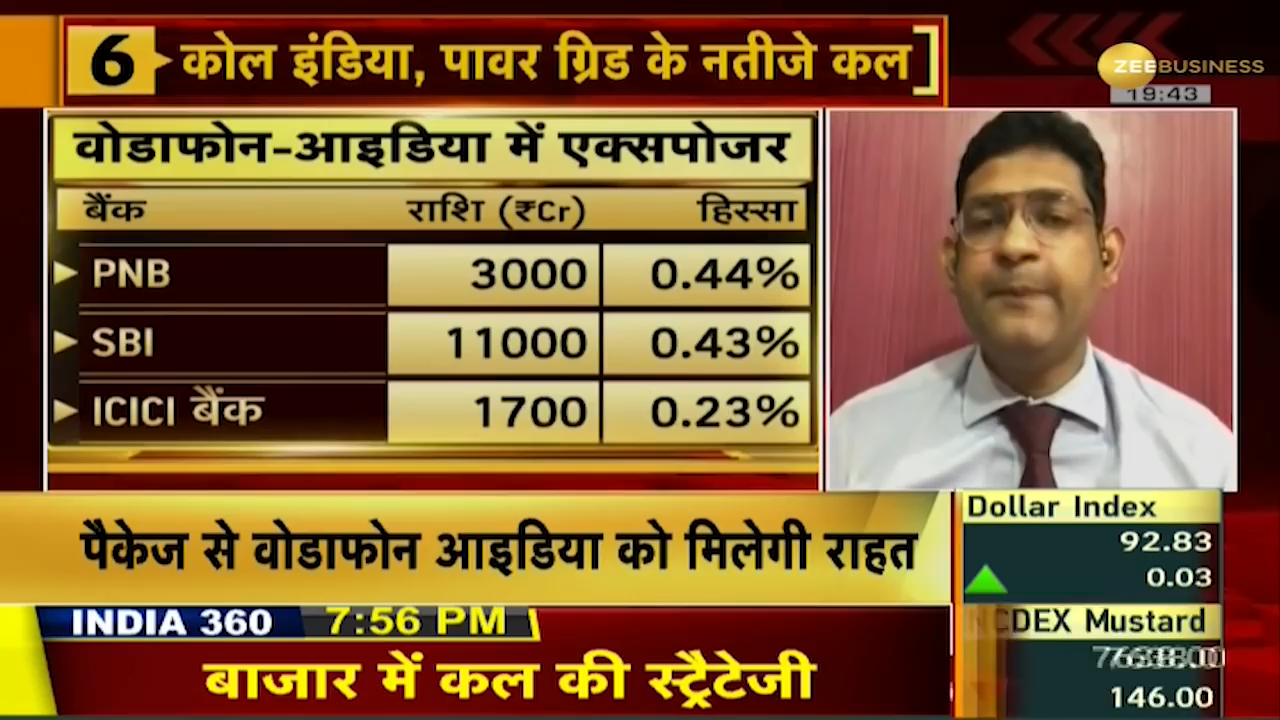 6 कोल इंडिया, पावर ग्रिड के नतीजे कल
ZEEBUSINESS
19:43
वोडाफोन-आइडिया में एक्सपोजर
बैंक राशि (₹Cr) हिस्सा
PNB 3000 0.44%
SBI 11000 0.43%
ICICI बैंक 1700 0.23%
पैकेज से वोडाफोन आइडिया को मिलेगी राहत
Dollar Index
92.83
0.03
NCDEX Mustard
146.00
INDIA 360 7:56 PM
बाजार में कल की स्ट्रैटेजी